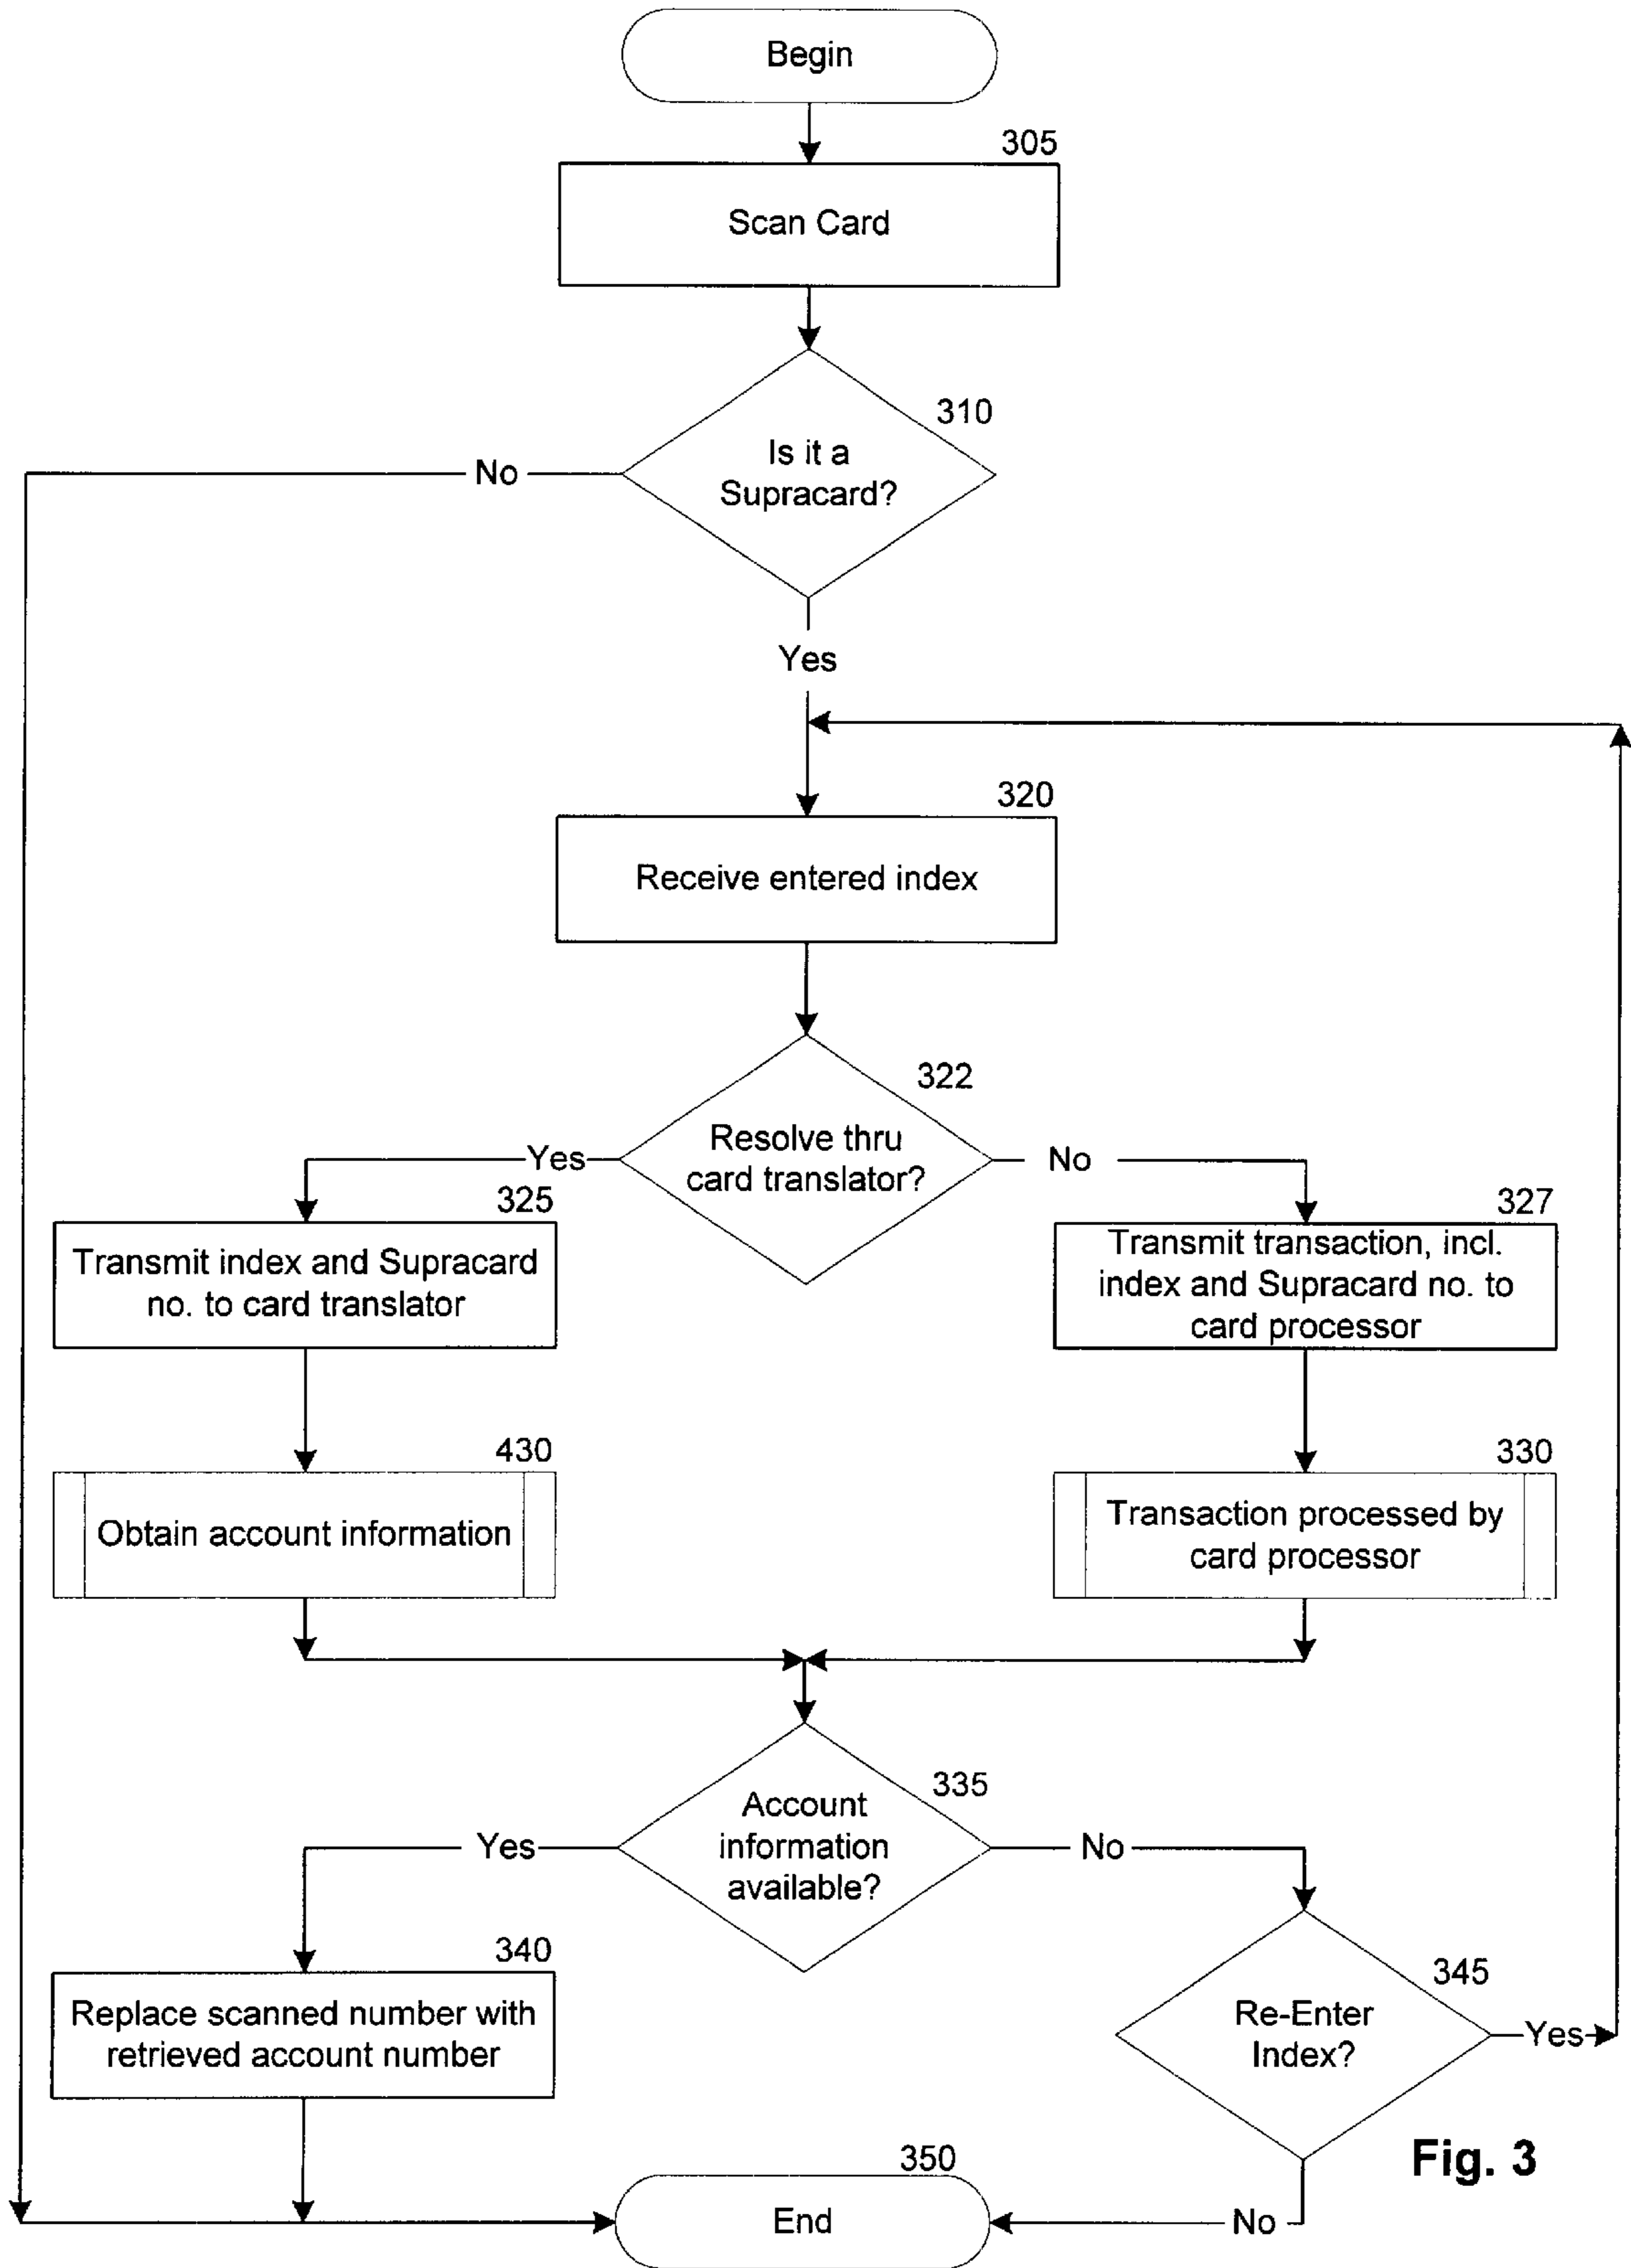 Begin
305
Scan Card
310
Is it a
Supracard?
No
Yes
320
Receive entered index
322
Resolve thru
card translator?
Yes
No
325
Transmit index and Supracard
no. to card translator
327
Transmit transaction, incl.
index and Supracard no. to
card processor
430
Obtain account information
330
Transaction processed by
card processor
335
Account
information
available?
Yes
No
340
Replace scanned number with
retrieved account number
345
Re-Enter
Index?
Yes
Fig. 3
350
End
No